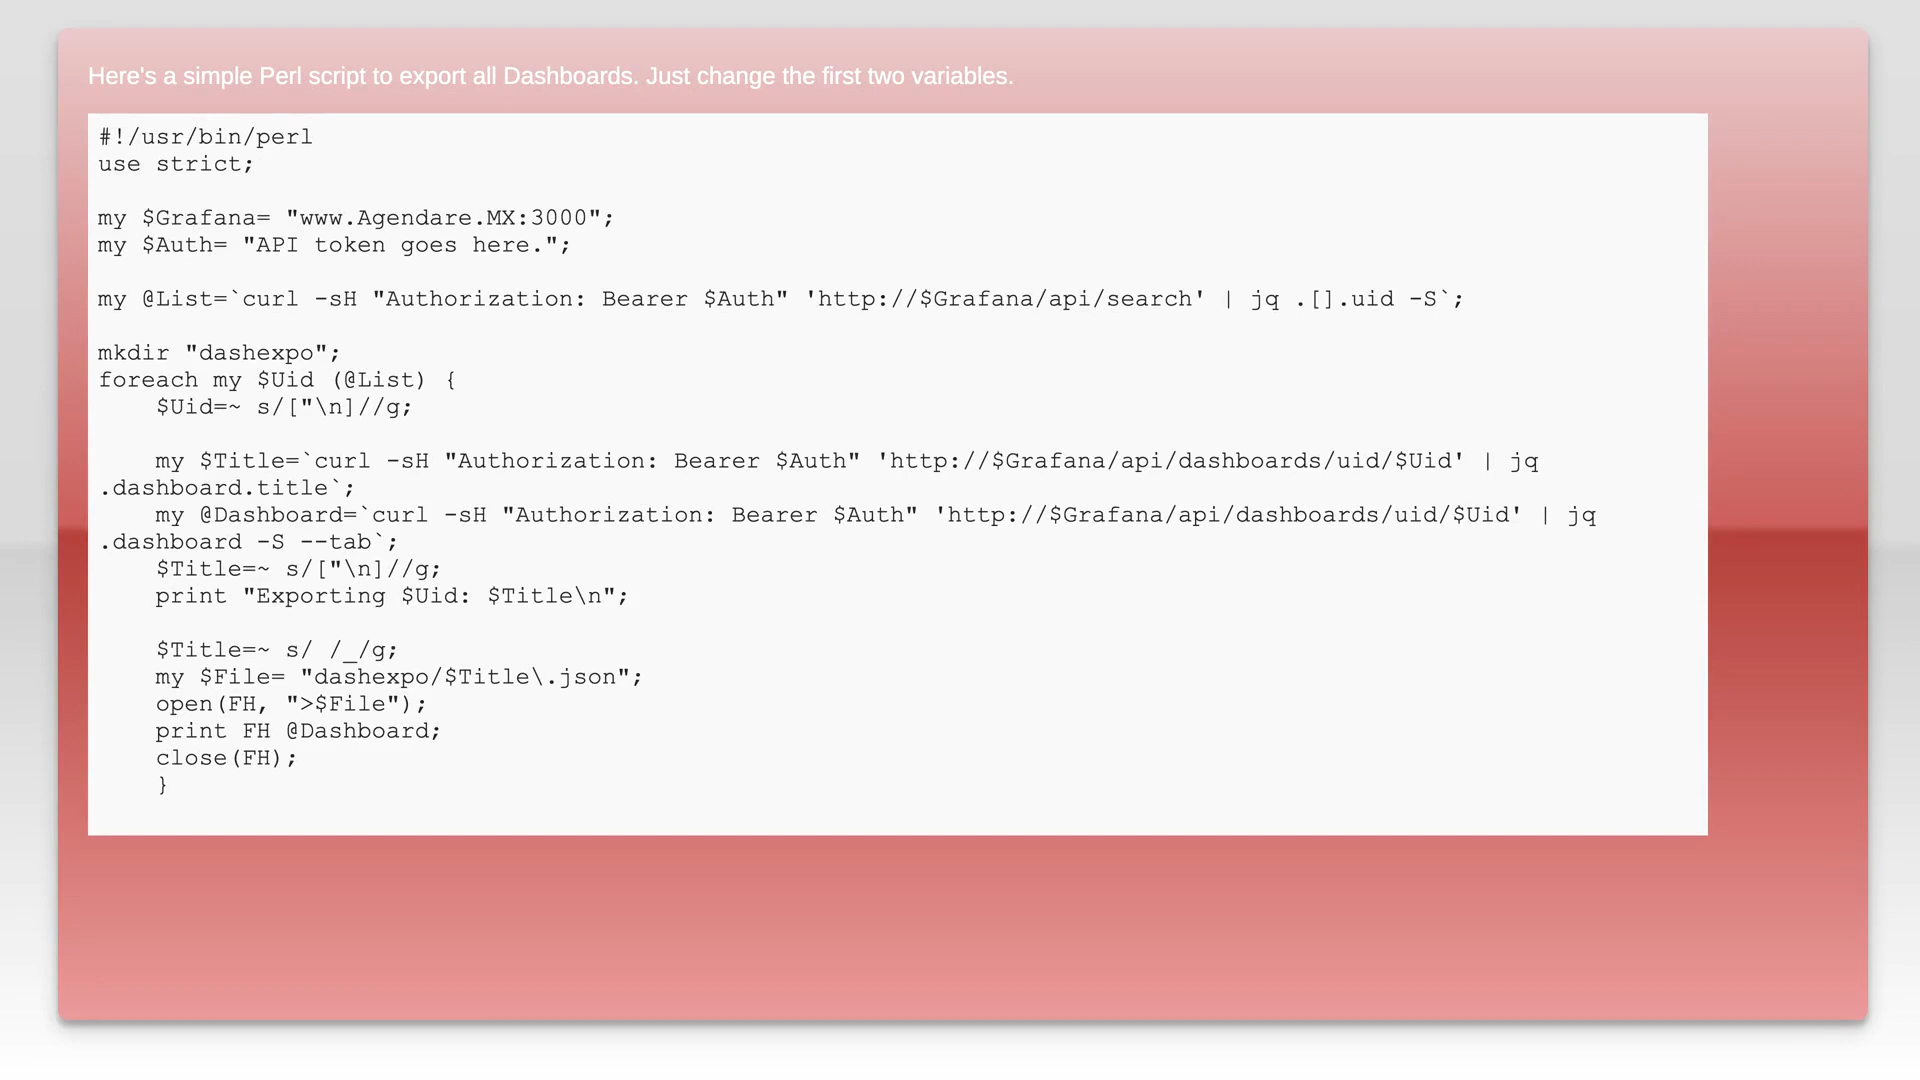 Here's a simple Perl script to export all Dashboards. Just change the first two variables.
#!/usr/bin/perl
use strict;
my $Grafana= "www.Agendare.MX:3000";
my $Auth= "API token goes here.";
my @List=`curl -sH "Authorization: Bearer $Auth" 'http://$Grafana/api/search' | jq .[].uid -S`;
mkdir "dashexpo";
foreach my $Uid (@List) {
    $Uid=~ s/["\n]//g;
    my $Title=`curl -sH "Authorization: Bearer $Auth" 'http://$Grafana/api/dashboards/uid/$Uid' | jq
.dashboard.title`;
    my @Dashboard=`curl -sH "Authorization: Bearer $Auth" 'http://$Grafana/api/dashboards/uid/$Uid' | jq
.dashboard -S --tab`;
    $Title=~ s/["\n]//g;
    print "Exporting $Uid: $Title\n";
    $Title=~ s/ /_/g;
    my $File= "dashexpo/$Title\.json";
    open(FH, ">$File");
    print FH @Dashboard;
    close(FH);
    }